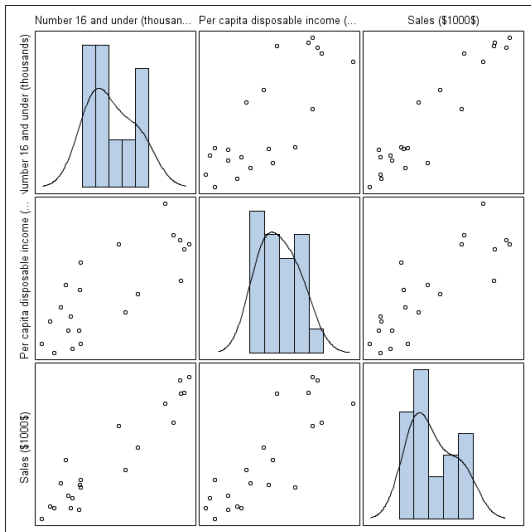 Number 16 and under (thousan...
Per capita disposable income (...
Sales ($1000$)
Number 16 and under (thousands)
Per capita disposable income (...
Sales ($1000$)